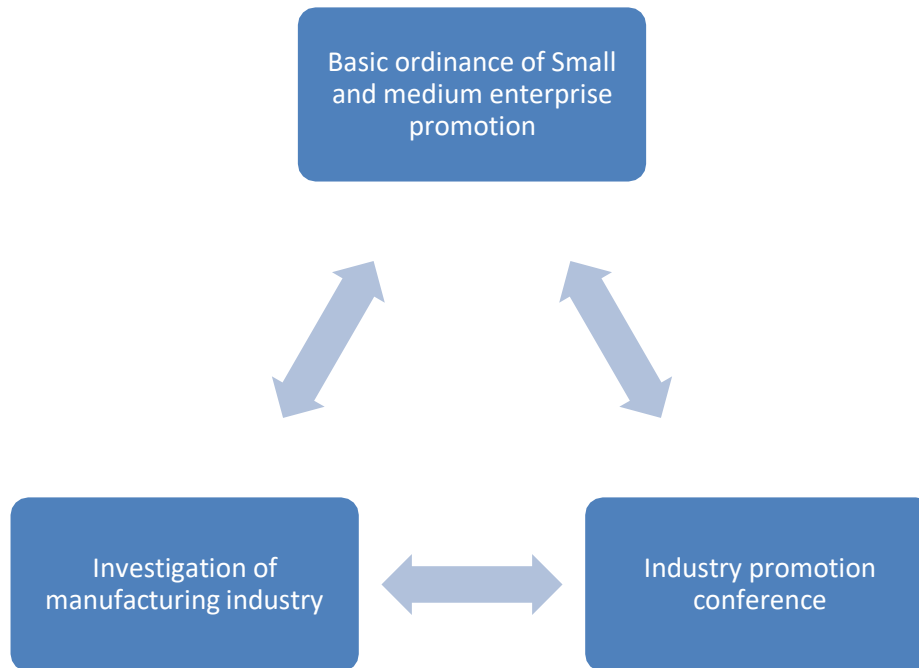 Basic ordinance of Small
and medium enterprise
promotion
Investigation of
manufacturing industry
Industry promotion
conference